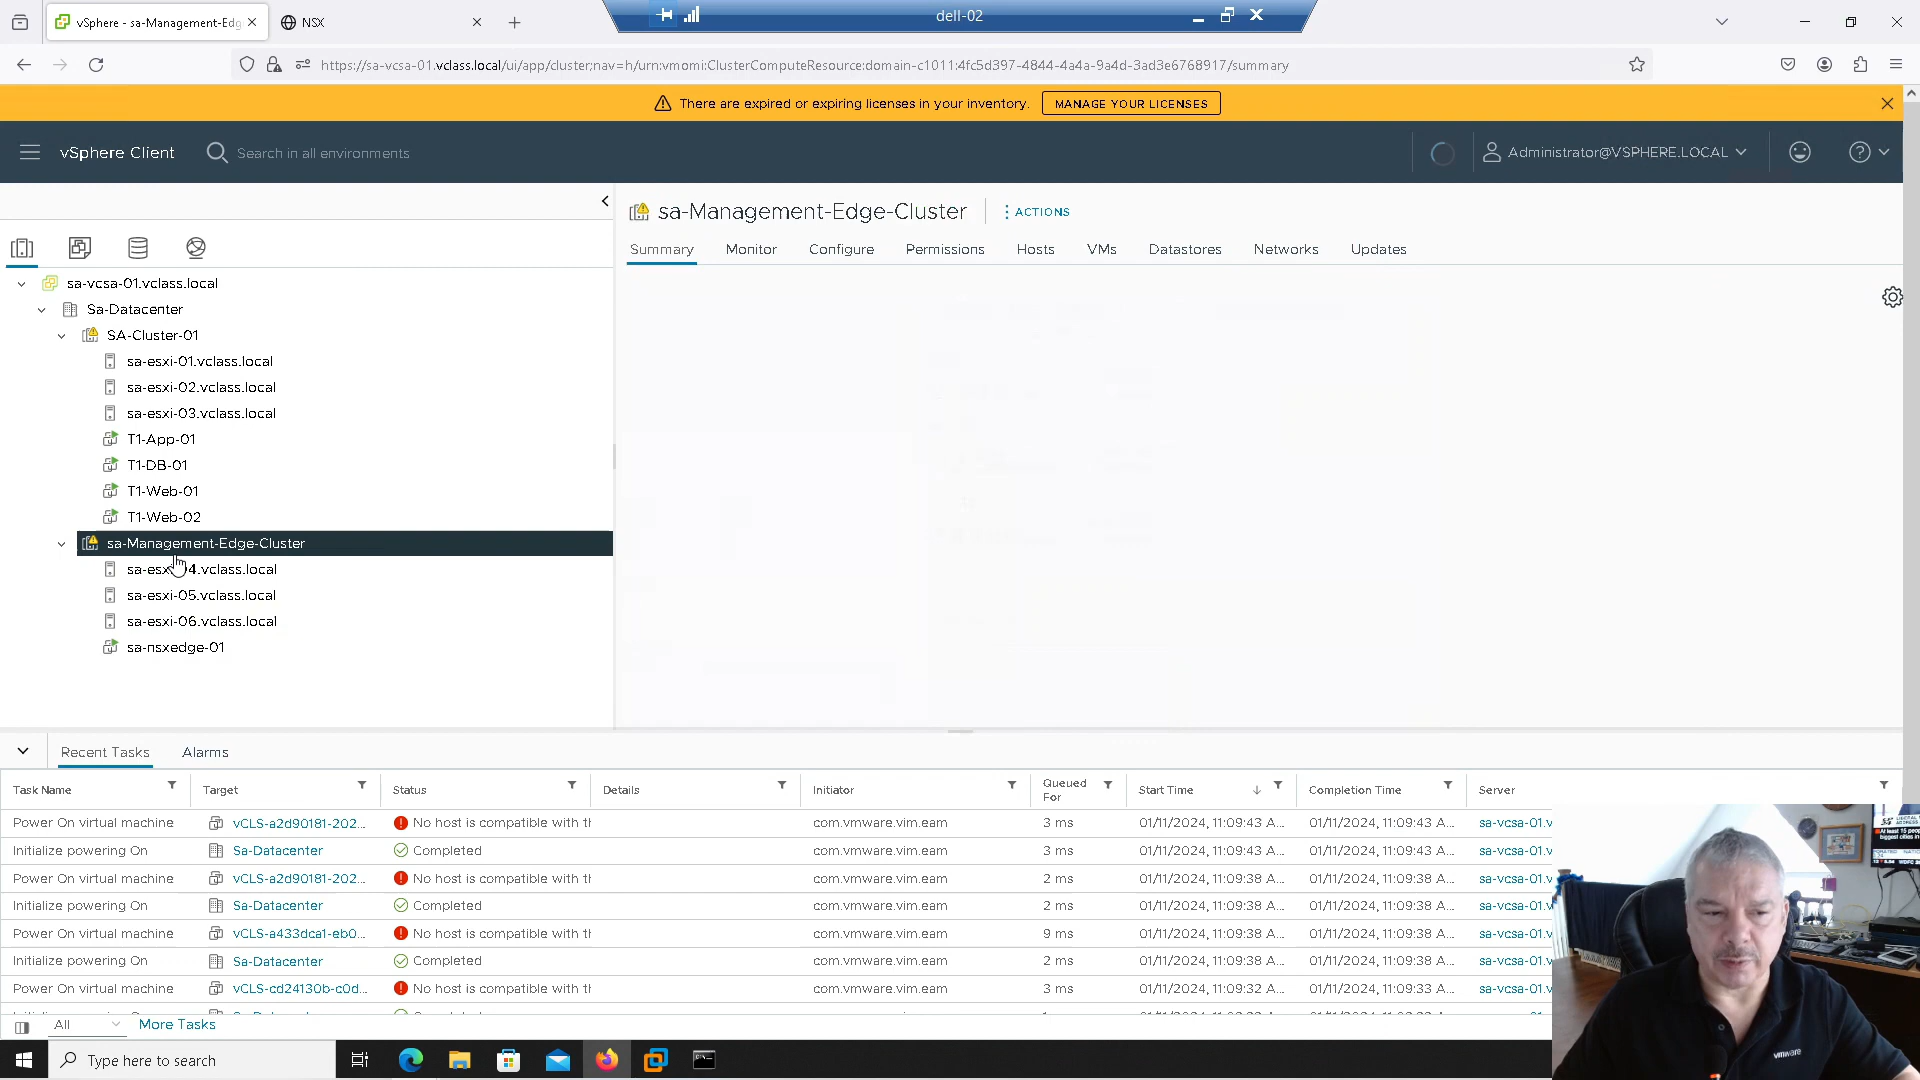 vSphere - sa-Management-Edg
NSX
dell-02
https://sa-vcsa-01.vclass.local/ui/app/cluster;nav=h/urn:vmomi:ClusterComputeResource:domain-c1011:4fc5d397-4844-4a4a-9a4d-3ad3e6768917/summary
There are expired or expiring licenses in your inventory. MANAGE YOUR LICENSES
vSphere Client
Search in all environments
Administrator@VSPHERE.LOCAL
sa-Management-Edge-Cluster
ACTIONS
Summary Monitor Configure Permissions Hosts VMs Datastores Networks Updates
sa-vcsa-01.vclass.local
Sa-Datacenter
SA-Cluster-01
sa-esxi-01.vclass.local
sa-esxi-02.vclass.local
sa-esxi-03.vclass.local
T1-App-01
T1-DB-01
T1-Web-01
T1-Web-02
sa-Management-Edge-Cluster
4.vclass.local
sa-esxi-05.vclass.local
sa-esxi-06.vclass.local
sa-nsxedge-01
Recent Tasks Alarms
Task Name Target Status Details Initiator Queued For Start Time Completion Time Server
Power On virtual machine vCLS-a2d90181-202... No host is compatible with th com.vmware.vim.eam 3 ms 01/11/2024, 11:09:43 A... 01/11/2024, 11:09:43 A... sa-vcsa-01.v
Initialize powering On Sa-Datacenter Completed com.vmware.vim.eam 3 ms 01/11/2024, 11:09:43 A... 01/11/2024, 11:09:43 A... sa-vcsa-01.v
Power On virtual machine vCLS-a2d90181-202... No host is compatible with th com.vmware.vim.eam 2 ms 01/11/2024, 11:09:38 A... 01/11/2024, 11:09:38 A... sa-vcsa-01.v
Initialize powering On Sa-Datacenter Completed com.vmware.vim.eam 2 ms 01/11/2024, 11:09:38 A... 01/11/2024, 11:09:38 A... sa-vcsa-01.v
Power On virtual machine vCLS-a433dca1-eb0... No host is compatible with th com.vmware.vim.eam 9 ms 01/11/2024, 11:09:38 A... 01/11/2024, 11:09:38 A... sa-vcsa-01.v
Initialize powering On Sa-Datacenter Completed com.vmware.vim.eam 2 ms 01/11/2024, 11:09:38 A... 01/11/2024, 11:09:38 A... sa-vcsa-01.v
Power On virtual machine vCLS-cd24130b-c0d... No host is compatible with th com.vmware.vim.eam 3 ms 01/11/2024, 11:09:32 A... 01/11/2024, 11:09:33 A... sa-vcsa-01.v
All More Tasks
Type here to search
vmware